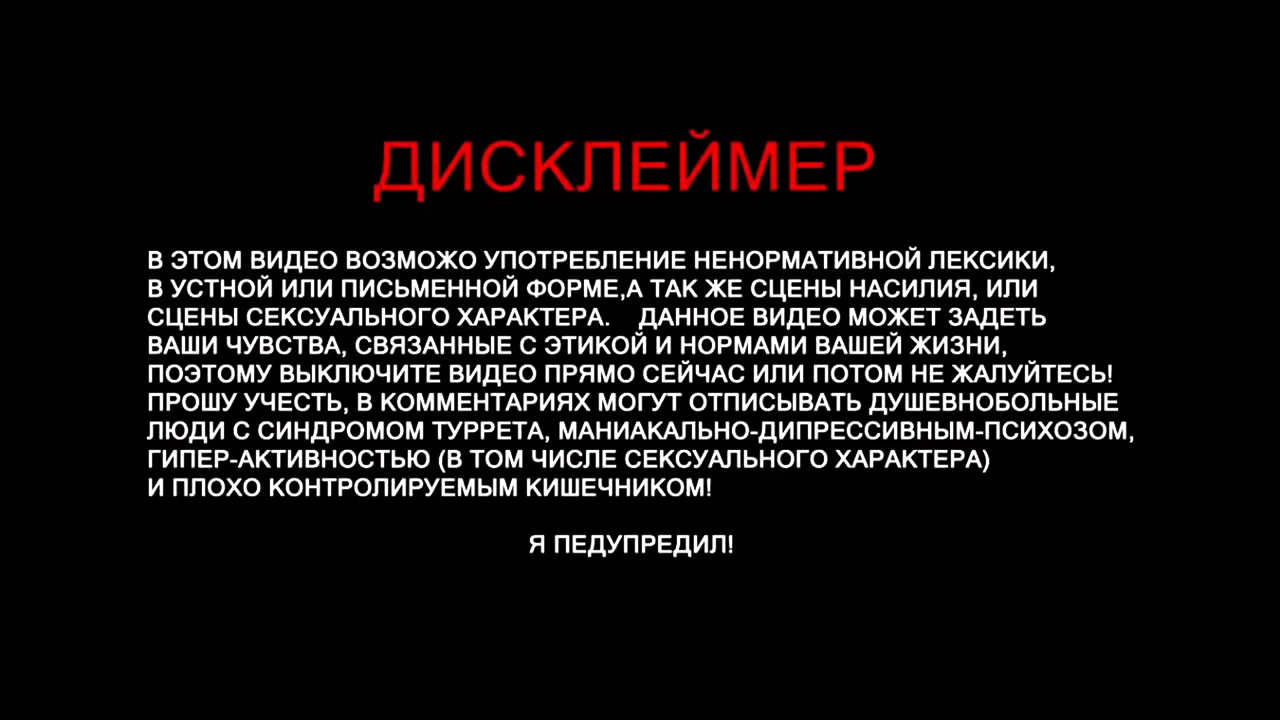 ДИСКЛЕЙМЕР
В ЭТОМ ВИДЕО ВОЗМОЖО УПОТРЕБЛЕНИЕ НЕНОРМАТИВНОЙ ЛЕКСИКИ,
В УСТНОЙ ИЛИ ПИСЬМЕННОЙ ФОРМЕ,А ТАК ЖЕ СЦЕНЫ НАСИЛИЯ, ИЛИ
СЦЕНЫ СЕКСУАЛЬНОГО ХАРАКТЕРА. ДАННОЕ ВИДЕО МОЖЕТ ЗАДЕТЬ
ВАШИ ЧУВСТВА, СВЯЗАННЫЕ С ЭТИКОЙ И НОРМАМИ ВАШЕЙ ЖИЗНИ,
ПОЭТОМУ ВЫКЛЮЧИТЕ ВИДЕО ПРЯМО СЕЙЧАС ИЛИ ПОТОМ НЕ ЖАЛУЙТЕСЬ!
ПРОШУ УЧЕСТЬ, В КОММЕНТАРИЯХ МОГУТ ОТПИСЫВАТЬ ДУШЕВНОБОЛЬНЫЕ
ЛЮДИ С СИНДРОМОМ ТУРРЕТА, МАНИАКАЛЬНО-ДИПРЕССИВНЫМ-ПСИХОЗОМ,
ГИПЕР-АКТИВНОСТЬЮ (В ТОМ ЧИСЛЕ СЕКСУАЛЬНОГО ХАРАКТЕРА)
И ПЛОХО КОНТРОЛИРУЕМЫМ КИШЕЧНИКОМ!
Я ПЕДУПРЕДИЛ!